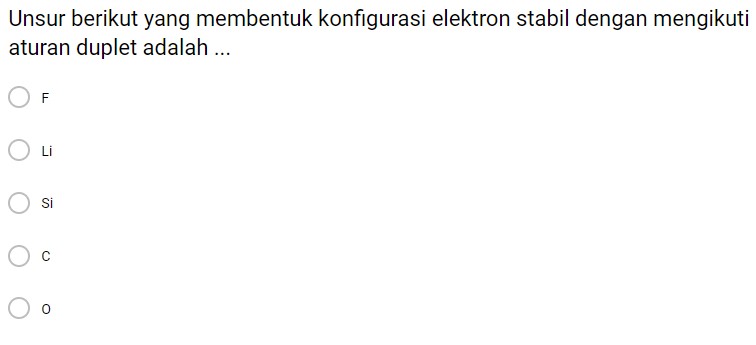 Unsur berikut yang membentuk konfigurasi elektron stabil dengan mengikuti
aturan duplet adalah ...
F
Li
Si
C
O